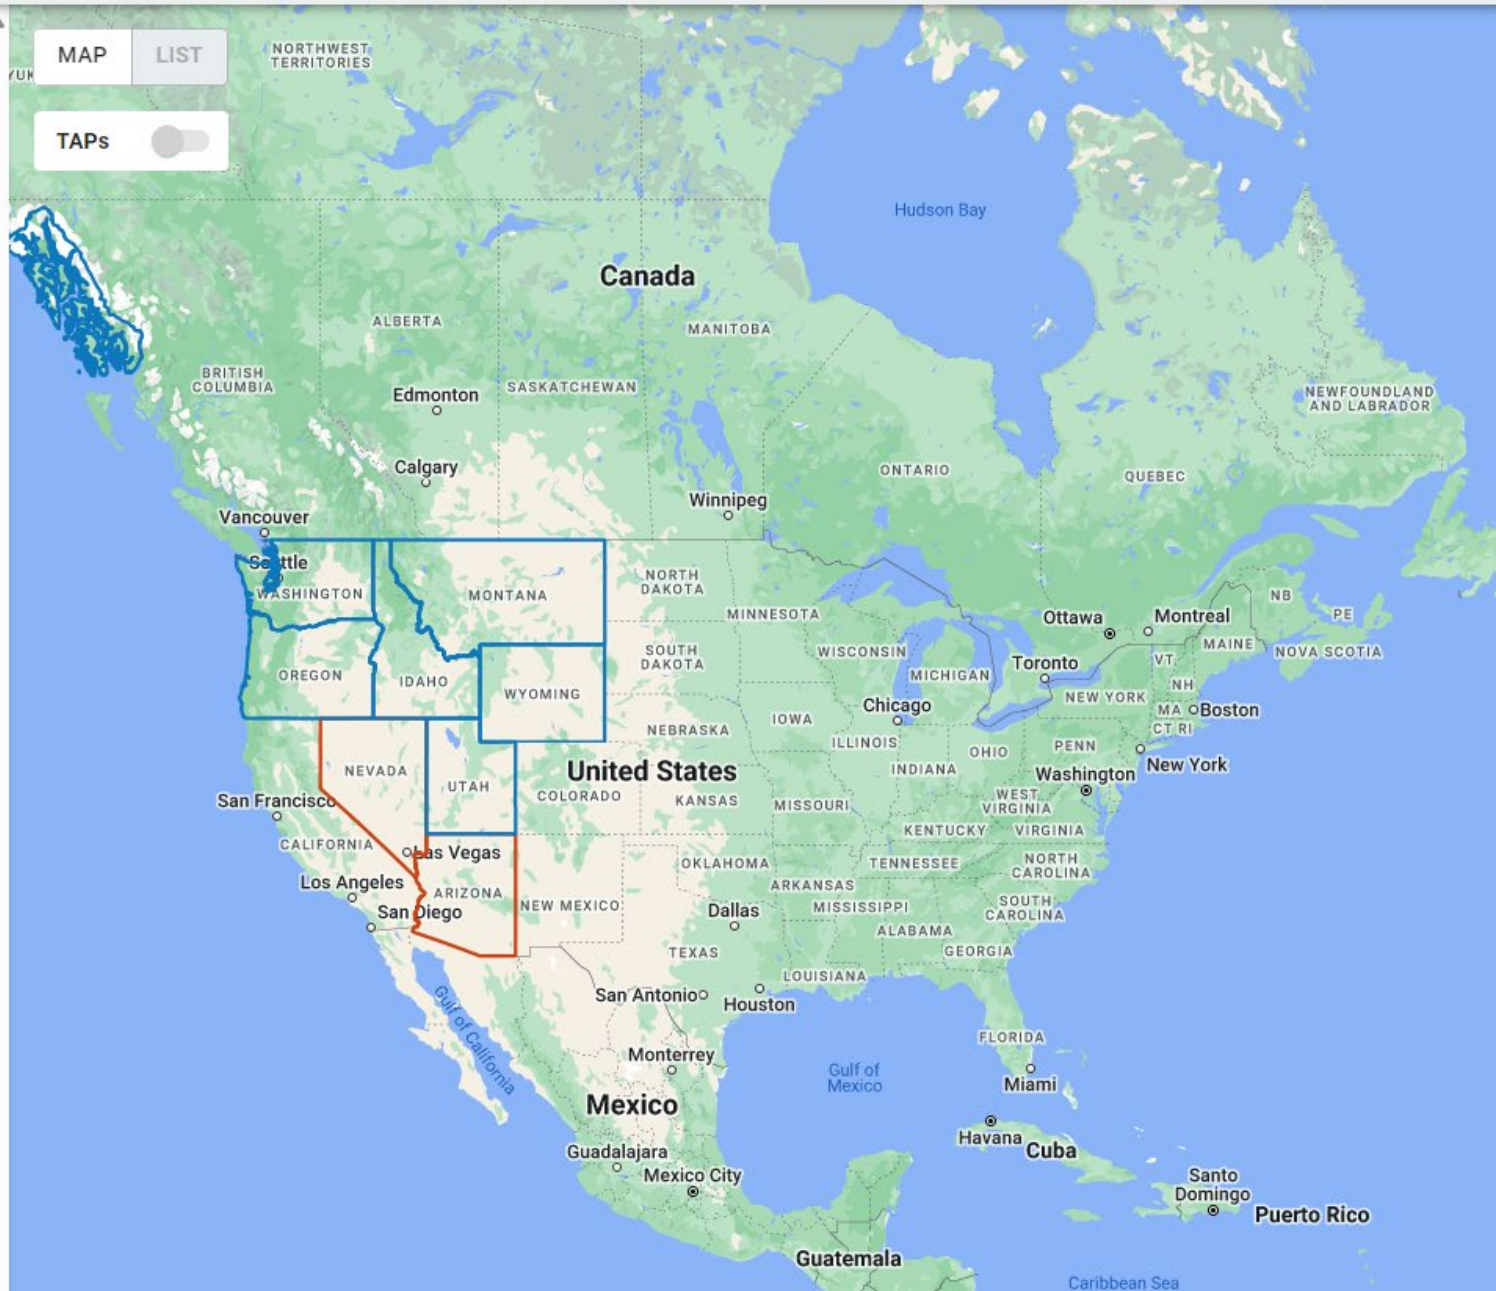 MAP
LIST
TAPs
YUK
NORTHWEST
TERRITORIES
Hudson Bay
Canada
ALBERTA
MANITOBA
BRITISH
COLUMBIA
SASKATCHEWAN
Edmonton
NEWFOUNDLAND
AND LABRADOR
Calgary
ONTARIO
QUEBEC
Winnipeg
Vancouver
Seattle
WASHINGTON
MONTANA
NORTH
DAKOTA
MINNESOTA
NB
PE
Ottawa
Montreal
MAINE
NOVA SCOTIA
OREGON
IDAHO
WYOMING
SOUTH
DAKOTA
WISCONSIN
MICHIGAN
Toronto
VT
NH
NEW YORK
MA
Boston
CT RI
Chicago
IOWA
NEBRASKA
ILLINOIS
INDIANA
OHIO
PENN
New York
Washington
NEVADA
UTAH
United States
COLORADO
KANSAS
MISSOURI
WEST
VIRGINIA
KENTUCKY
VIRGINIA
San Francisco
CALIFORNIA
Las Vegas
OKLAHOMA
TENNESSEE
NORTH
CAROLINA
Los Angeles
ARIZONA
NEW MEXICO
ARKANSAS
MISSISSIPPI
SOUTH
CAROLINA
San Diego
Dallas
ALABAMA
GEORGIA
TEXAS
LOUISIANA
San Antonio
Houston
Gulf of California
FLORIDA
Monterrey
Gulf of
Mexico
Miami
Mexico
Havana
Cuba
Guadalajara
Mexico City
Santo
Domingo
Puerto Rico
Guatemala
Caribbean Sea